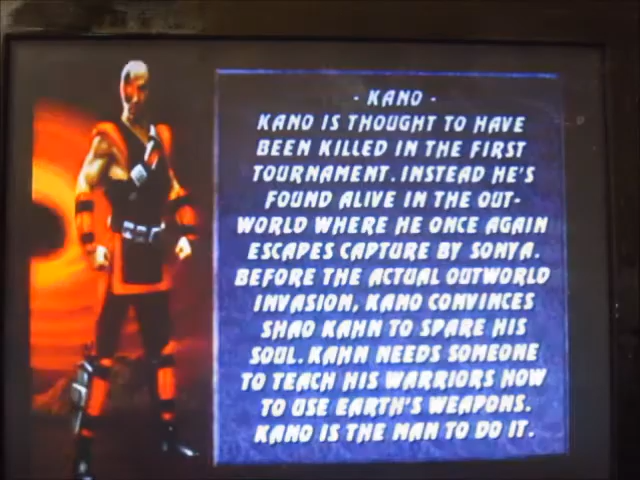 - KANO -
KANO IS THOUGHT TO HAVE
BEEN KILLED IN THE FIRST
TOURNAMENT. INSTEAD HE'S
FOUND ALIVE IN THE OUT-
WORLD WHERE HE ONCE AGAIN
ESCAPES CAPTURE BY SONYA.
BEFORE THE ACTUAL OUTWORLD
INVASION, KANO CONVINCES
SHAO KAHN TO SPARE HIS
SOUL. KAHN NEEDS SOMEONE
TO TEACH HIS WARRIORS HOW
TO USE EARTH'S WEAPONS.
KANO IS THE MAN TO DO IT.